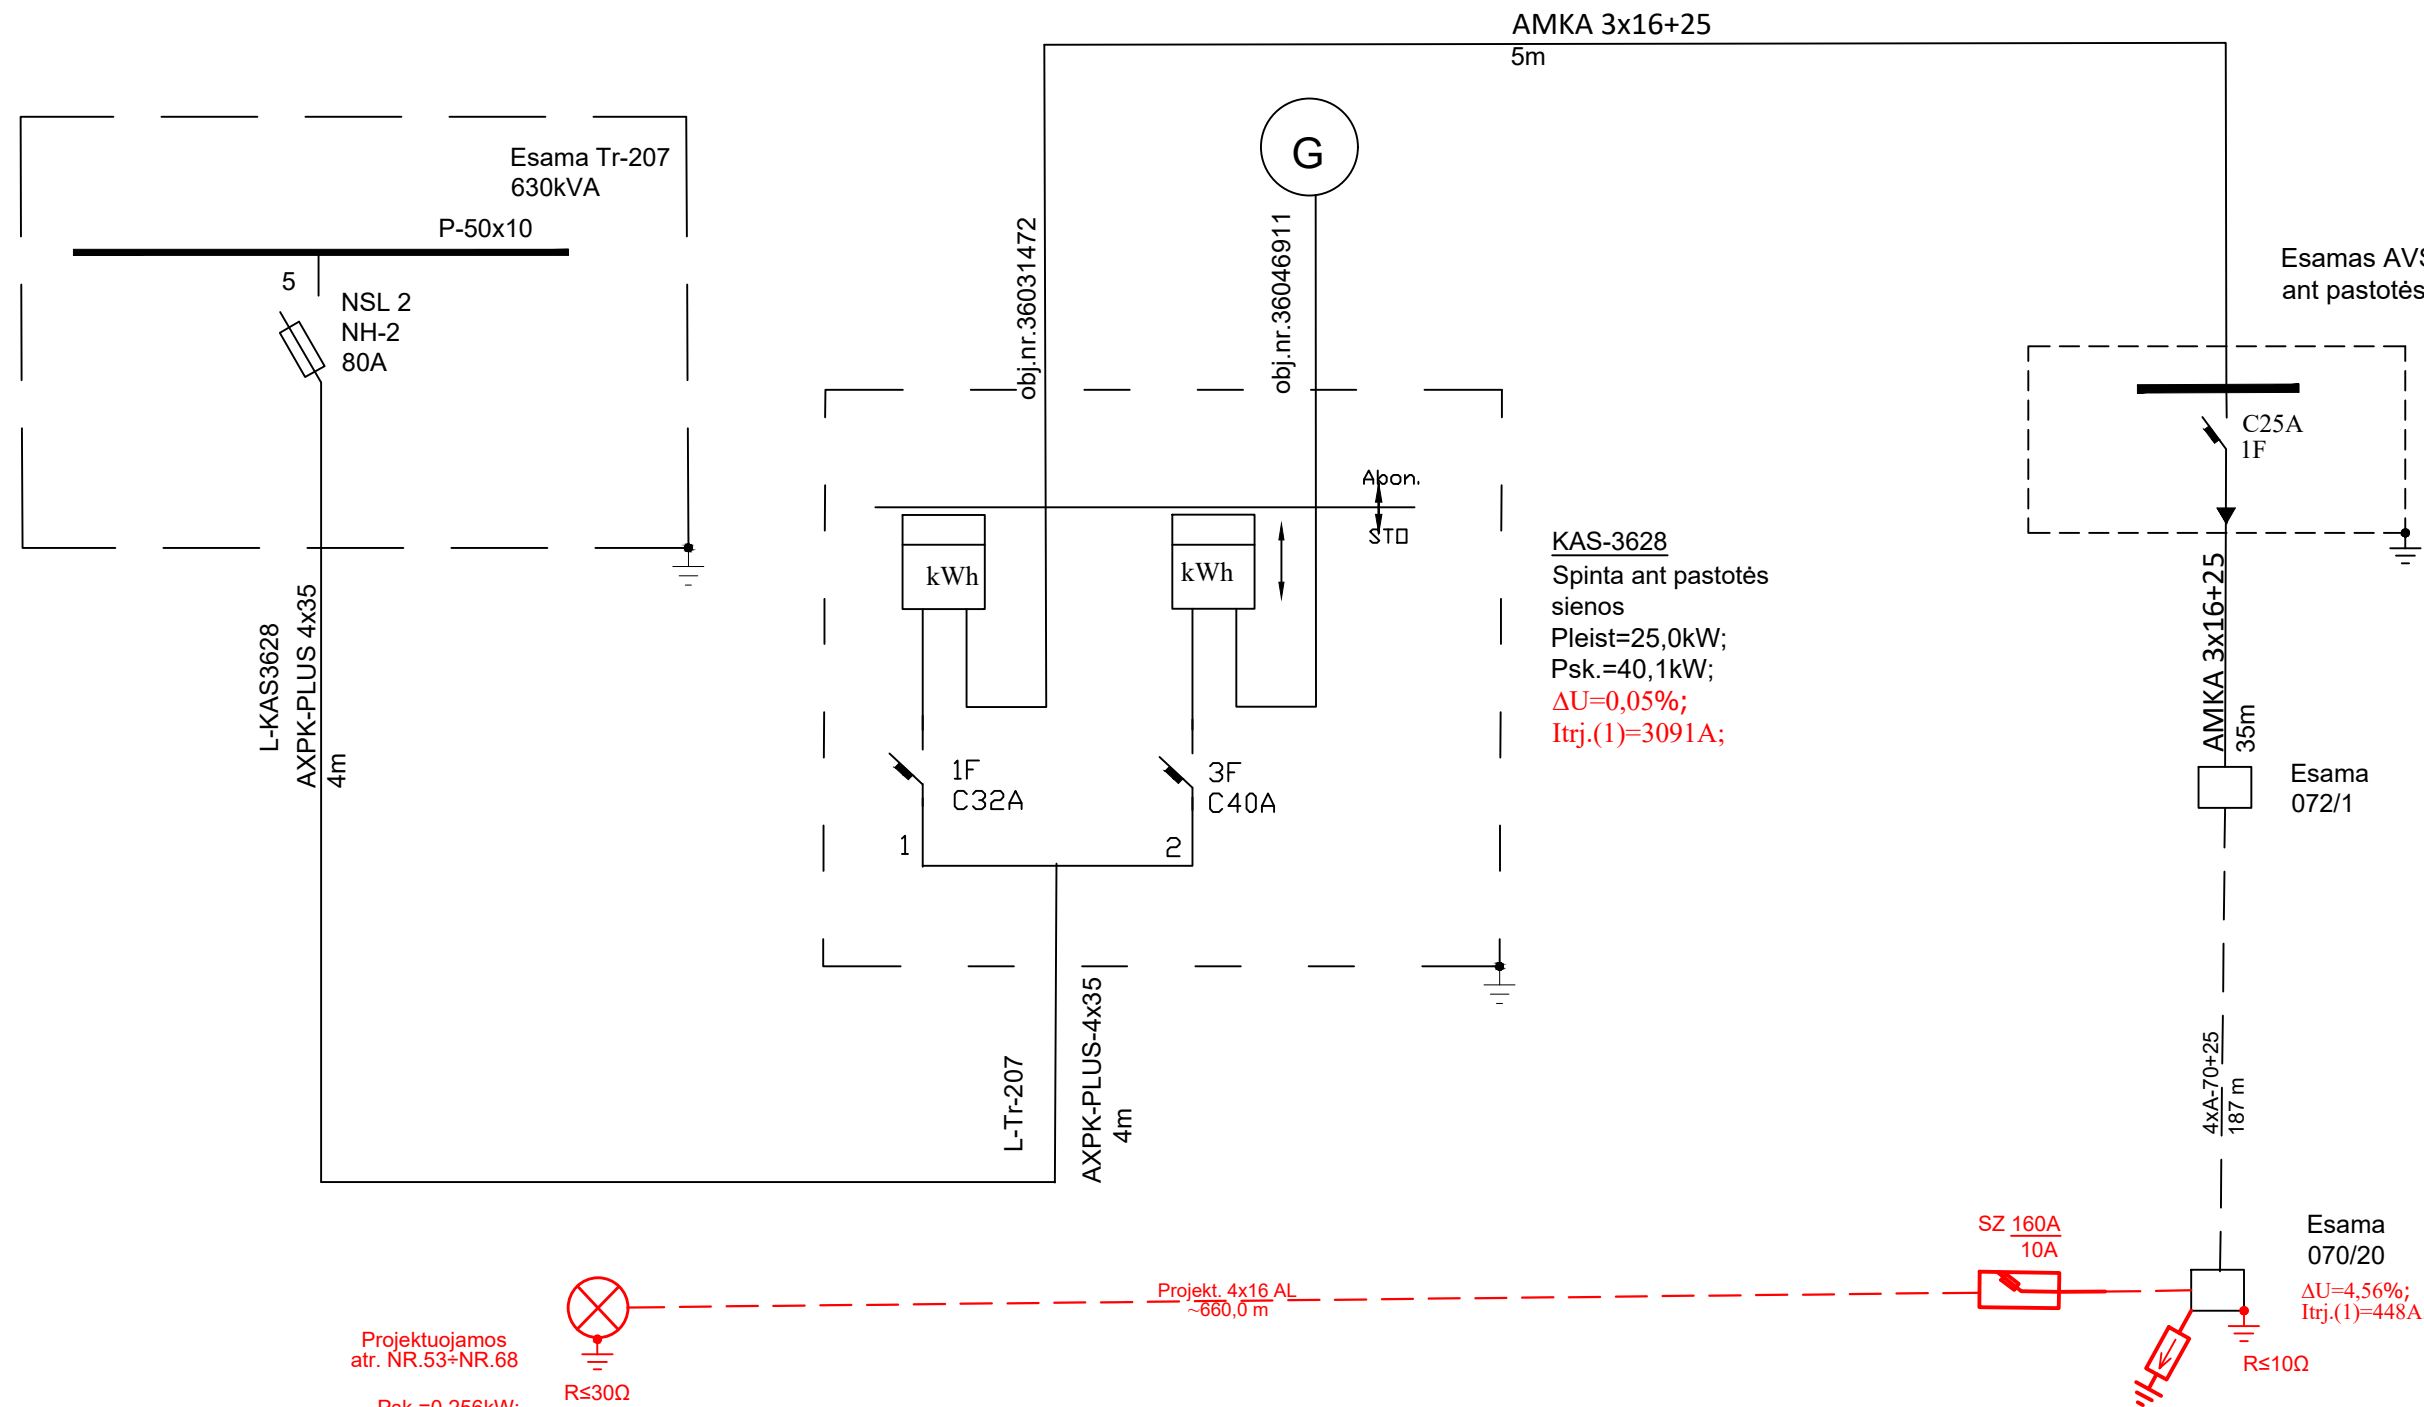 AMKA 3x16+25
5m
Esama Tr-207
630kVA
P-50x10
5
NSL 2
NH-2
80A
L-KAS3628
AXPK-PLUS 4x35
4m
G
obj.nr.36031472
obj.nr.36046911
Abon.
STO
kWh
kWh
1F
C32A
1
3F
C40A
2
L-Tr-207
AXPK-PLUS-4x35
4m
KAS-3628
Spinta ant pastotės
sienos
Pleist=25,0kW;
Psk.=40,1kW;
ΔU=0,05%;
Itrj.(1)=3091A;
Esamas AVS
ant pastotės
C25A
1F
AMKA 3x16+25
35m
Esama
072/1
4xA-70+25
187 m
SZ 160A
10A
Esama
070/20
ΔU=4,56%;
Itrj.(1)=448A
R≤10Ω
Projekt. 4x16 AL
~660,0 m
Projektuojamos
atr. NR.53÷NR.68
R≤30Ω
Psk.=0,256kW;